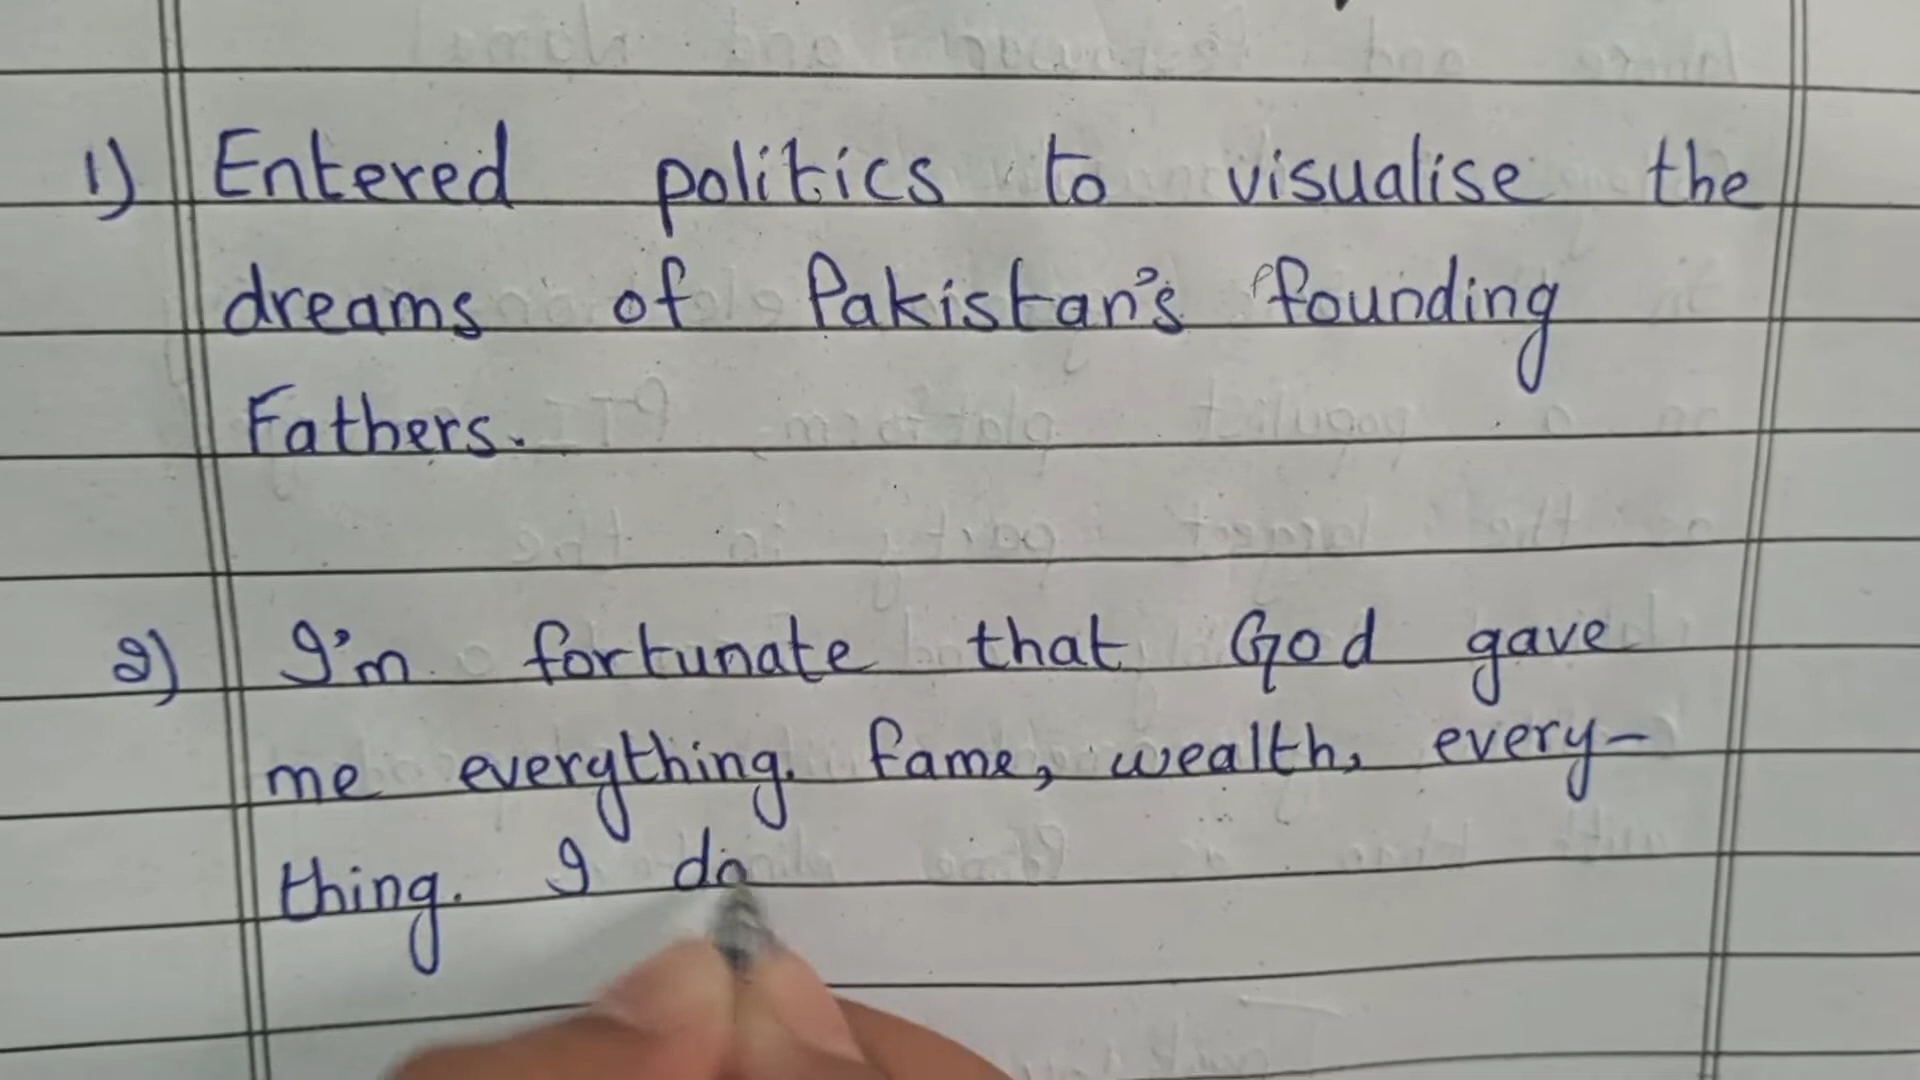 1) Entered politics to visualise the
dreams of Pakistan's founding
Fathers.
2) I'm fortunate that God gave
me everything. fame, wealth, every-
thing. I do